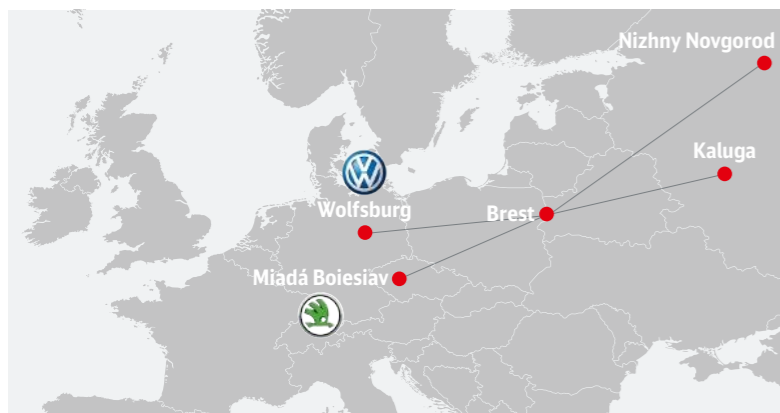 Nizhny Novgorod
Kaluga
Wolfsburg
Brest
Miadá Boiesiav